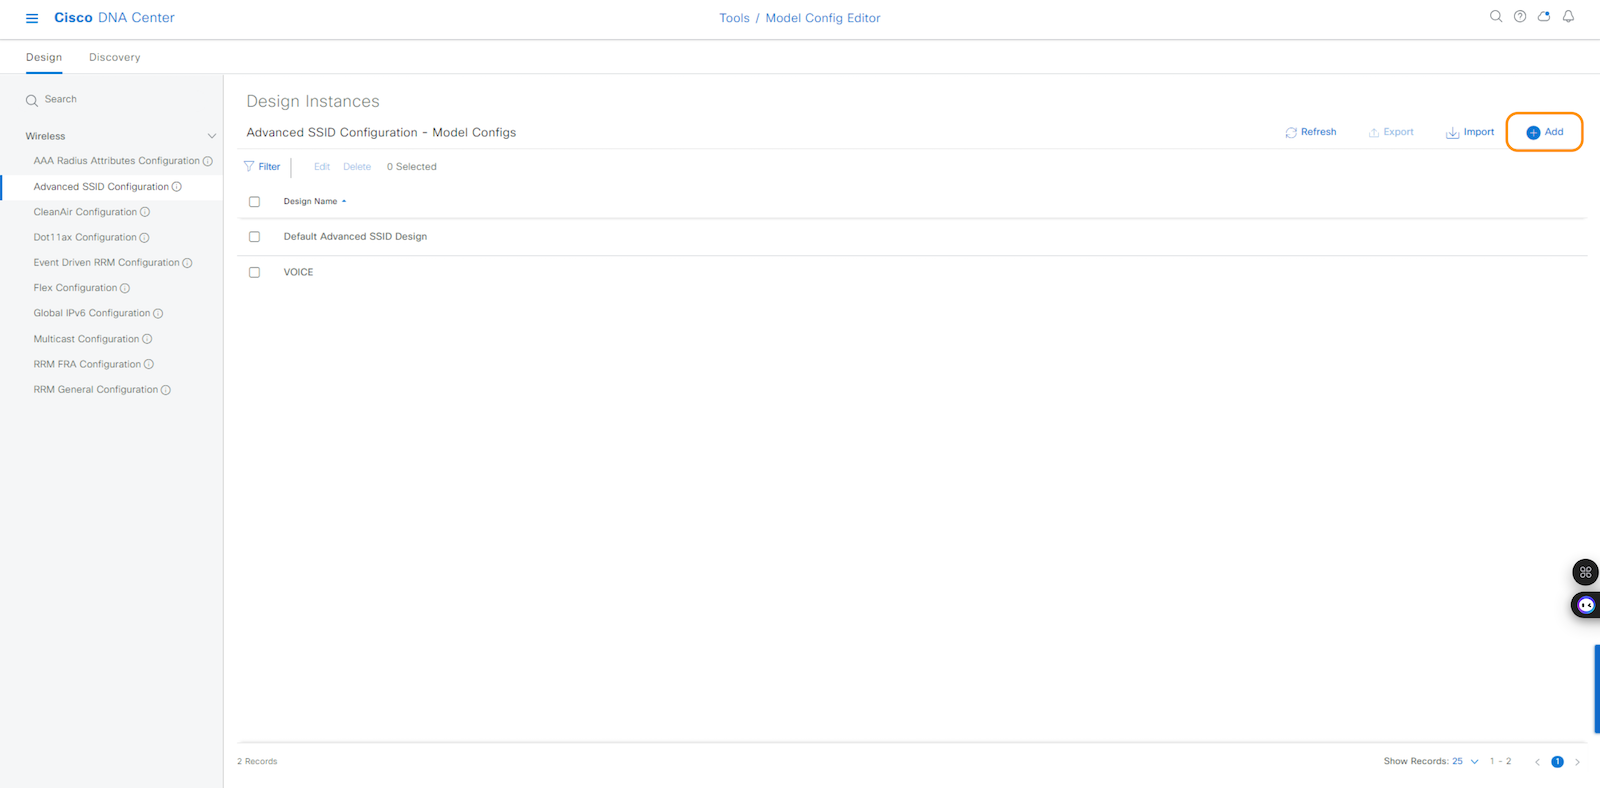 Cisco DNA Center
Tools / Model Config Editor
Design Discovery
Search
Wireless
AAA Radius Attributes Configuration
Advanced SSID Configuration
CleanAir Configuration
Dot11ax Configuration
Event Driven RRM Configuration
Flex Configuration
Global IPv6 Configuration
Multicast Configuration
RRM FRA Configuration
RRM General Configuration
Design Instances
Advanced SSID Configuration - Model Configs
Refresh Export Import Add
Filter Edit Delete 0 Selected
Design Name
Default Advanced SSID Design
VOICE
2 Records
Show Records: 25 1 - 2 1